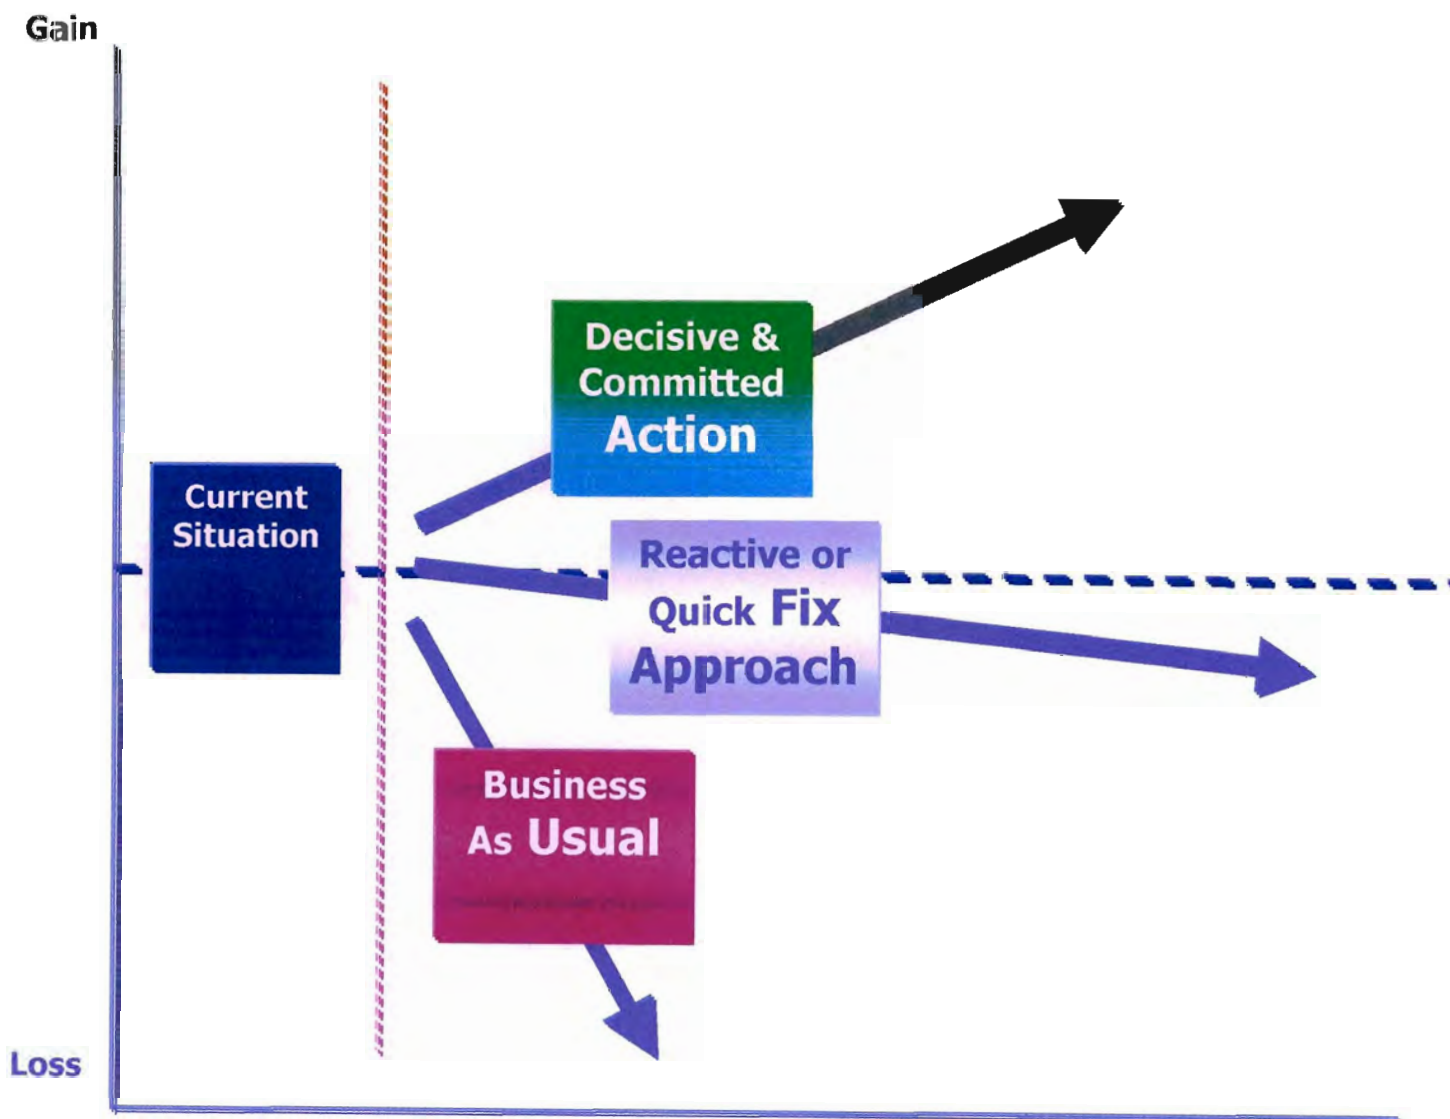 Gain
Decisive &
Committed
Action
Current
Situation
Reactive or
Quick Fix
Approach
Business
As Usual
Loss